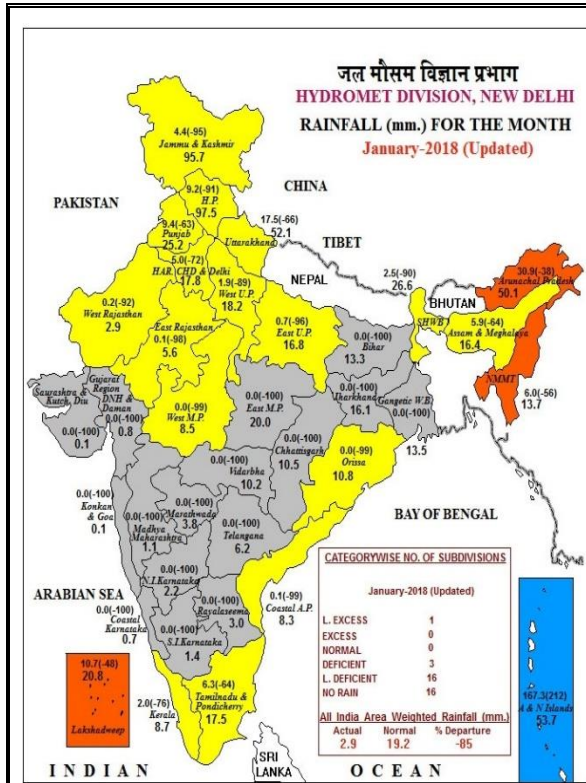 जल मौसम विज्ञान प्रभाग
HYDROMET DIVISION, NEW DELHI
RAINFALL (mm.) FOR THE MONTH
January-2018 (Updated)
4.4(-95)
Jammu & Kashmir
95.7
CHINA
9.2(-91)
H.P.
97.5
PAKISTAN
9.4(-63)
Punjab
25.2
17.5(-66)
52.1
Uttarakhand
TIBET
5.0(-72)
HAR. CHD & Delhi
17.8
NEPAL
2.5(-90)
26.6
30.9(-38)
Arunachal Pradesh
50.1
BHUTAN
1.9(-89)
West U.P.
18.2
0.2(-92)
West Rajasthan
2.9
East Rajasthan
0.1(-98)
5.6
0.7(-96)
East U.P.
16.8
SHWB
5.9(-64)
Assam & Meghalaya
16.4
0.0(-100)
Bihar
13.3
NMMT
6.0(-56)
13.7
Saurashtra &
Kutch, Diu
0.0(-100)
0.1
Gujarat
Region
DNH &
Daman
0.0(-100)
0.8
0.0(-99)
West M.P.
8.5
0.0(-100)
East M.P.
20.0
0.0(-100)
Jharkhand
16.1
Gangetic W.B.
0.0(-100)
13.5
0.0(-100)
Chhattisgarh
10.5
0.0(-99)
Orissa
10.8
0.0(-100)
Vidarbha
10.2
0.0(-100)
Konkan
& Goa
0.1
0.0(-100)
Madhya
Maharashtra
1.1
0.0(-100)
Marathwada
3.8
0.0(-100)
Telangana
6.2
BAY OF BENGAL
0.0(-100)
N.I.Karnataka
2.2
ARABIAN SEA
0.0(-100)
Coastal
Karnataka
0.7
0.0(-100)
Rayalaseema
3.0
0.1(-99)
Coastal A.P.
8.3
0.0(-100)
S.I.Karnataka
1.4
10.7(-48)
20.8
Lakshadweep
2.0(-76)
Kerala
8.7
6.3(-64)
Tamilnadu &
Pondicherry
17.5
CATEGORYWISE NO. OF SUBDIVISIONS
January-2018 (Updated)
L. EXCESS 1
EXCESS 0
NORMAL 0
DEFICIENT 3
L. DEFICIENT 16
NO RAIN 16
All India Area Weighted Rainfall (mm.)
Actual Normal % Departure
2.9 19.2 -85
167.3(212)
A & N Islands
53.7
SRI
LANKA
INDIAN OCEAN